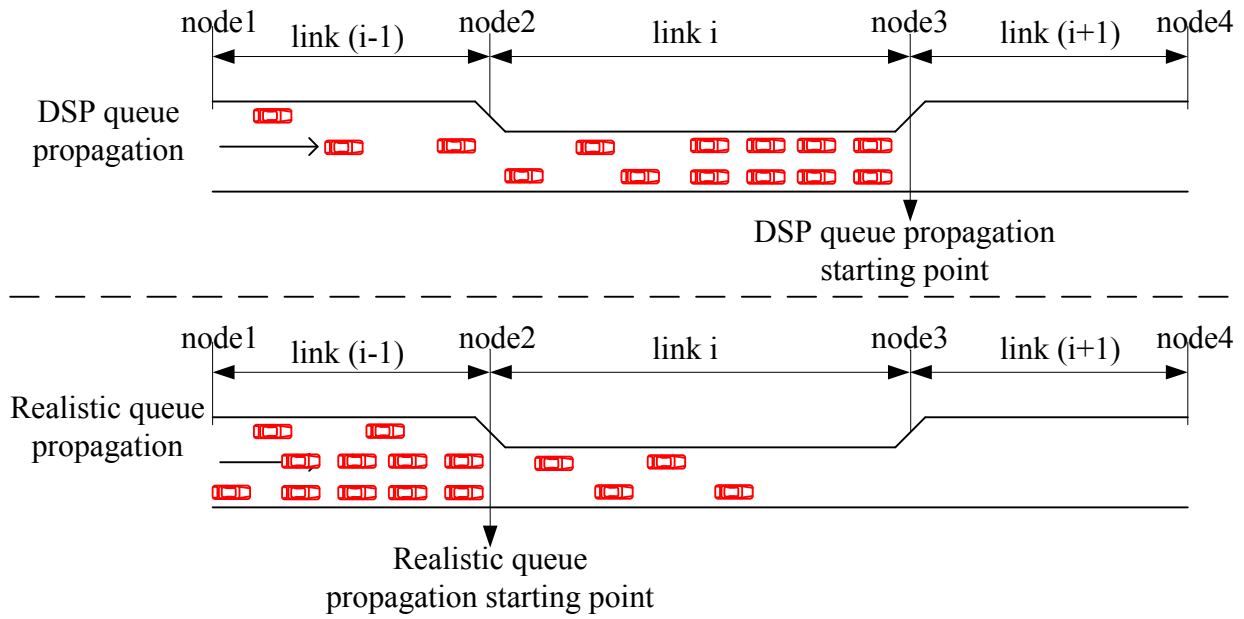 node1
node2
node3
node4
link (i-1)
link i
link (i+1)
DSP queue
propagation
DSP queue propagation
starting point
node1
node2
node3
node4
link (i-1)
link i
link (i+1)
Realistic queue
propagation
Realistic queue
propagation starting point